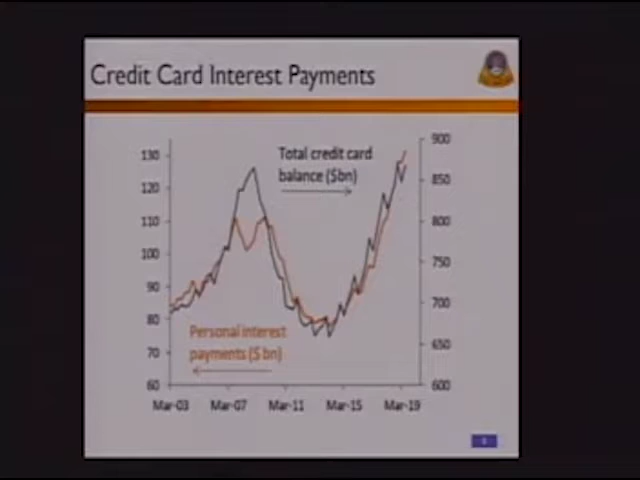 Credit Card Interest Payments
Total credit card
balance ($bn)
130
120
110
100
90
80
70
60
900
850
800
750
700
650
600
Personal interest
payments ($ bn)
Mar-03
Mar-07
Mar-11
Mar-15
Mar-19